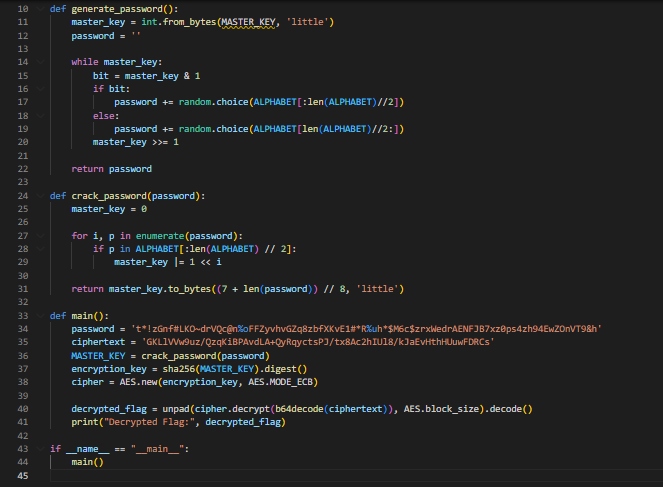 10 def generate_password():
11     master_key = int.from_bytes(MASTER_KEY, 'little')
12     password = ''
13
14     while master_key:
15         bit = master_key & 1
16         if bit:
17             password += random.choice(ALPHABET[:len(ALPHABET)//2])
18         else:
19             password += random.choice(ALPHABET[len(ALPHABET)//2:])
20         master_key >>= 1
21
22     return password
23
24 def crack_password(password):
25     master_key = 0
26
27     for i, p in enumerate(password):
28         if p in ALPHABET[:len(ALPHABET) // 2]:
29             master_key |= 1 << i
30
31     return master_key.to_bytes((7 + len(password)) // 8, 'little')
32
33 def main():
34     password = 't*!zGnf#LKO~drVQc@n%oFFZyvhvGZq8zbfXKvE1#*R%uh*$M6c$zrxWedrAENFJB7xz0ps4zh94EwZOnVT9&h'
35     ciphertext = 'GKLlVVw9uz/QzqKiBPAvdLA+QyRqyctsPJ/tx8Ac2hIUl8/kJaEvHthHUuwFDRCs'
36     MASTER_KEY = crack_password(password)
37     encryption_key = sha256(MASTER_KEY).digest()
38     cipher = AES.new(encryption_key, AES.MODE_ECB)
39
40     decrypted_flag = unpad(cipher.decrypt(b64decode(ciphertext)), AES.block_size).decode()
41     print("Decrypted Flag:", decrypted_flag)
42
43 if __name__ == "__main__":
44     main()
45